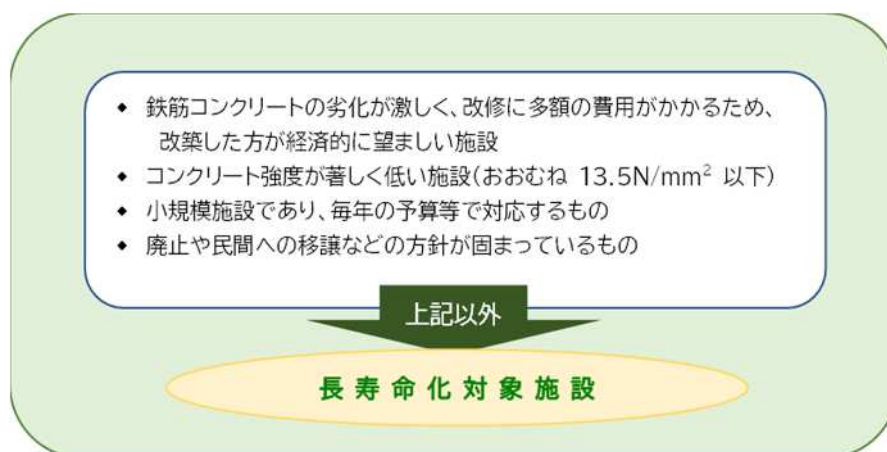 ◆ 鉄筋コンクリートの劣化が激しく、改修に多額の費用がかかるため、
改築した方が経済的に望ましい施設
◆ コンクリート強度が著しく低い施設(おおむね 13.5N/mm² 以下)
◆ 小規模施設であり、毎年の予算等で対応するもの
◆ 廃止や民間への移譲などの方針が固まっているもの
上記以外
長寿命化対象施設